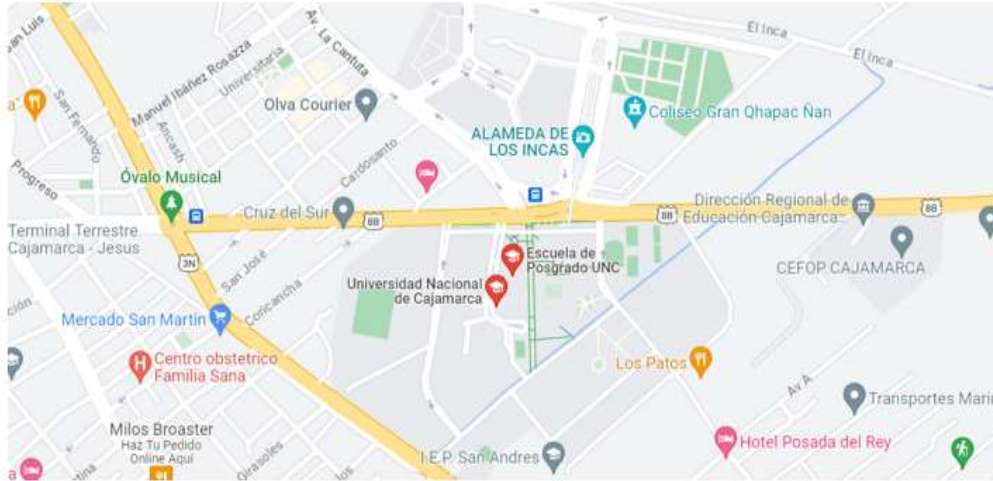 San Luis
Av. La Cantuta
El Inca
El Inca
Manuel Ibáñez Rosazza
Universitaria
San Fernando
Ancash
Olva Courier
Coliseo Gran Qhapac Ñan
ALAMEDA DE
LOS INCAS
Cardosanto
Progreso
Óvalo Musical
Cruz del Sur
8B
8B
8B
Dirección Regional de
Educación Cajamarca
Terminal Terrestre
Cajamarca - Jesus
3N
San José
Coricancha
Escuela de
Posgrado UNC
Universidad Nacional
de Cajamarca
CEFOP CAJAMARCA
Mercado San Martin
H
Centro obstetrico
Familia Sana
Los Patos
Av A
Transportes Marin
Milos Broaster
Haz Tu Pedido
Online Aquí
Hotel Posada del Rey
I.E.P. San Andres
Girasoles